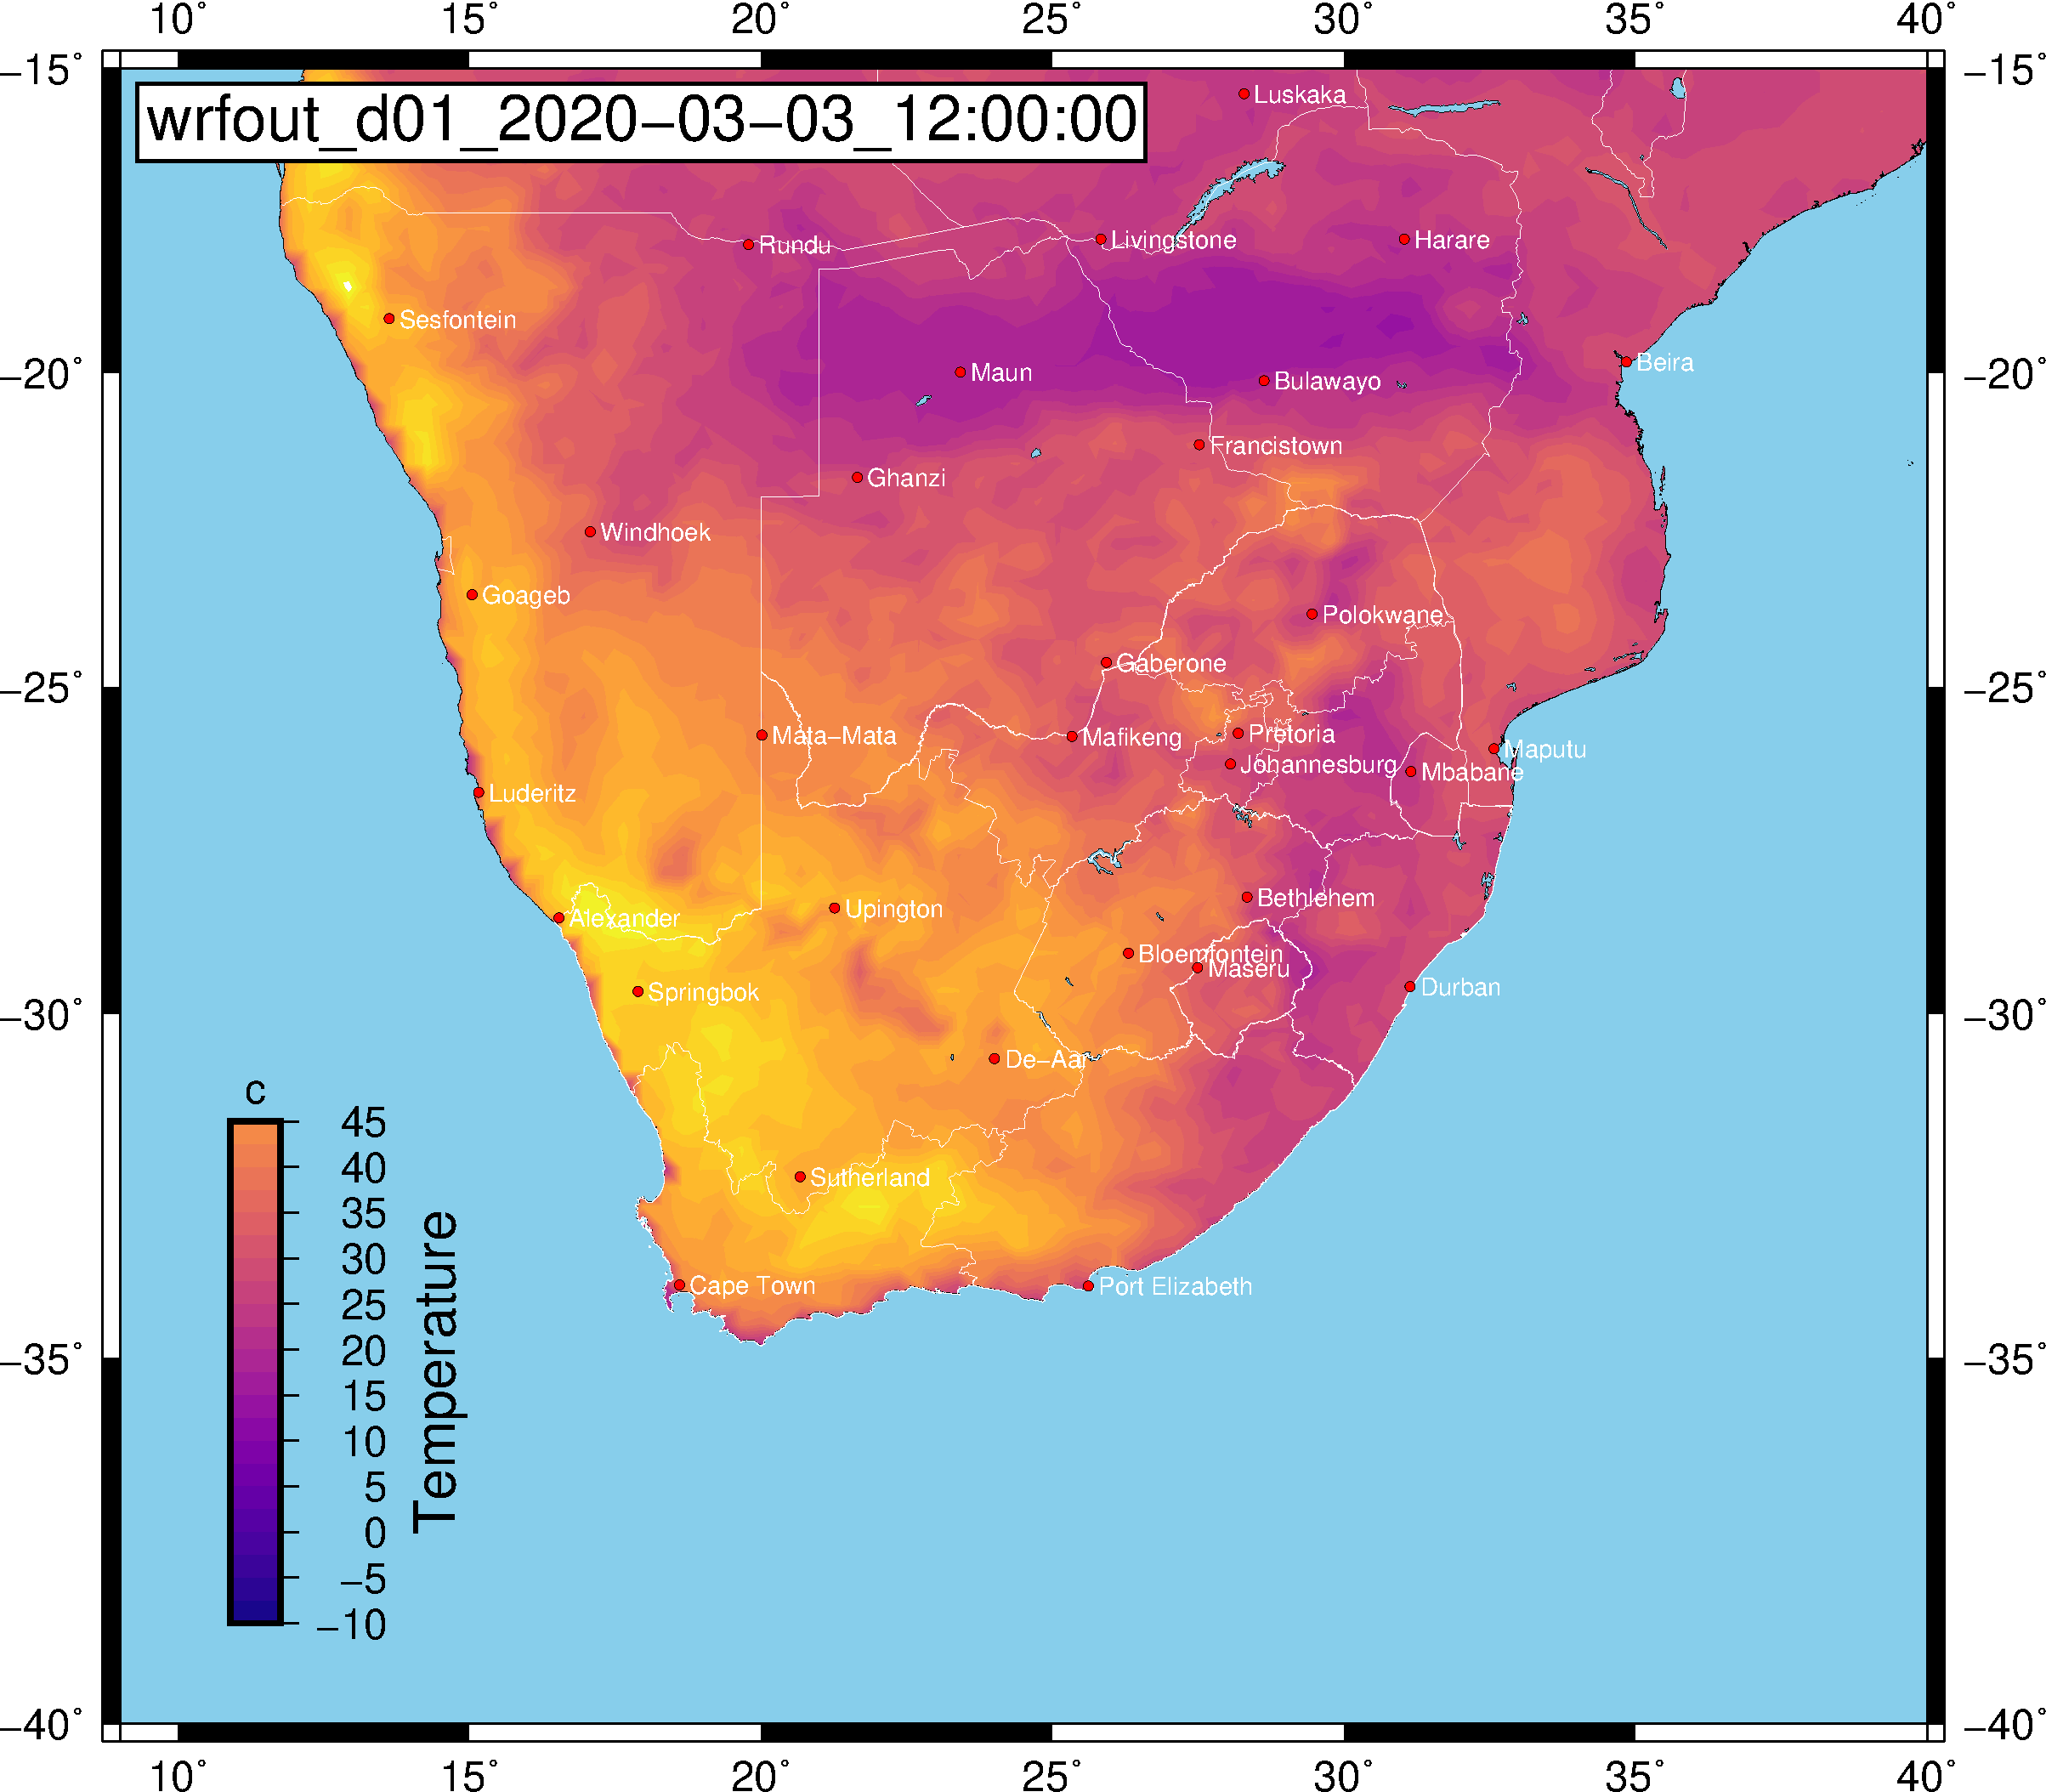 10° 15° 20° 25° 30° 35° 40°
−15° −15°
wrfout_d01_2020−03−03_12:00:00
Luskaka
Rundu
Livingstone
Harare
Sesfontein
Beira
−20° −20°
Maun
Bulawayo
Francistown
Ghanzi
Windhoek
Goageb
Polokwane
Gaberone
−25° −25°
Mata−Mata
Mafikeng
Pretoria
Maputu
Johannesburg
Mbabane
Luderitz
Bethlehem
Upington
Alexander
Bloemfontein
Maseru
Durban
Springbok
−30° −30°
De−Aar
Sutherland
Cape Town
Port Elizabeth
−35° −35°
c
45
40
35
30
25
20
15
10
5
0
−5
−10
Temperature
−40° −40°
10° 15° 20° 25° 30° 35° 40°